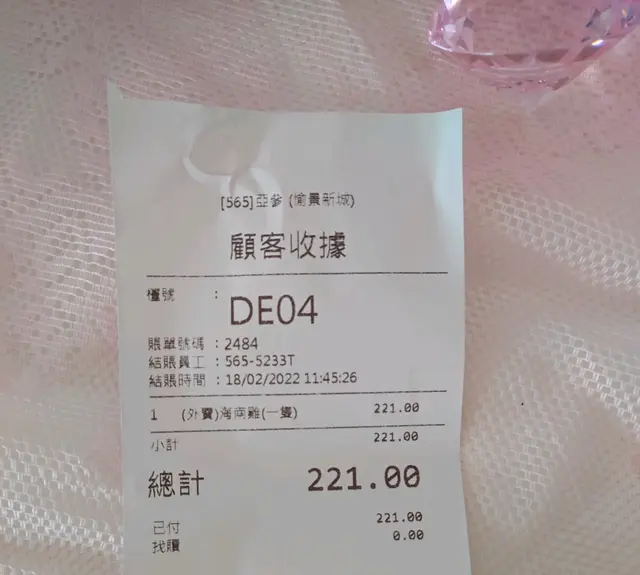 [565]亞參 (愉景新城)
顧客收據
檯號 :
DE04
賬單號碼 : 2484
結賬員工 : 565-5233T
結賬時間 : 18/02/2022 11:45:26
1 (外賣)海南雞(一隻) 221.00
小計 221.00
總計 221.00
已付 221.00
找贖 0.00